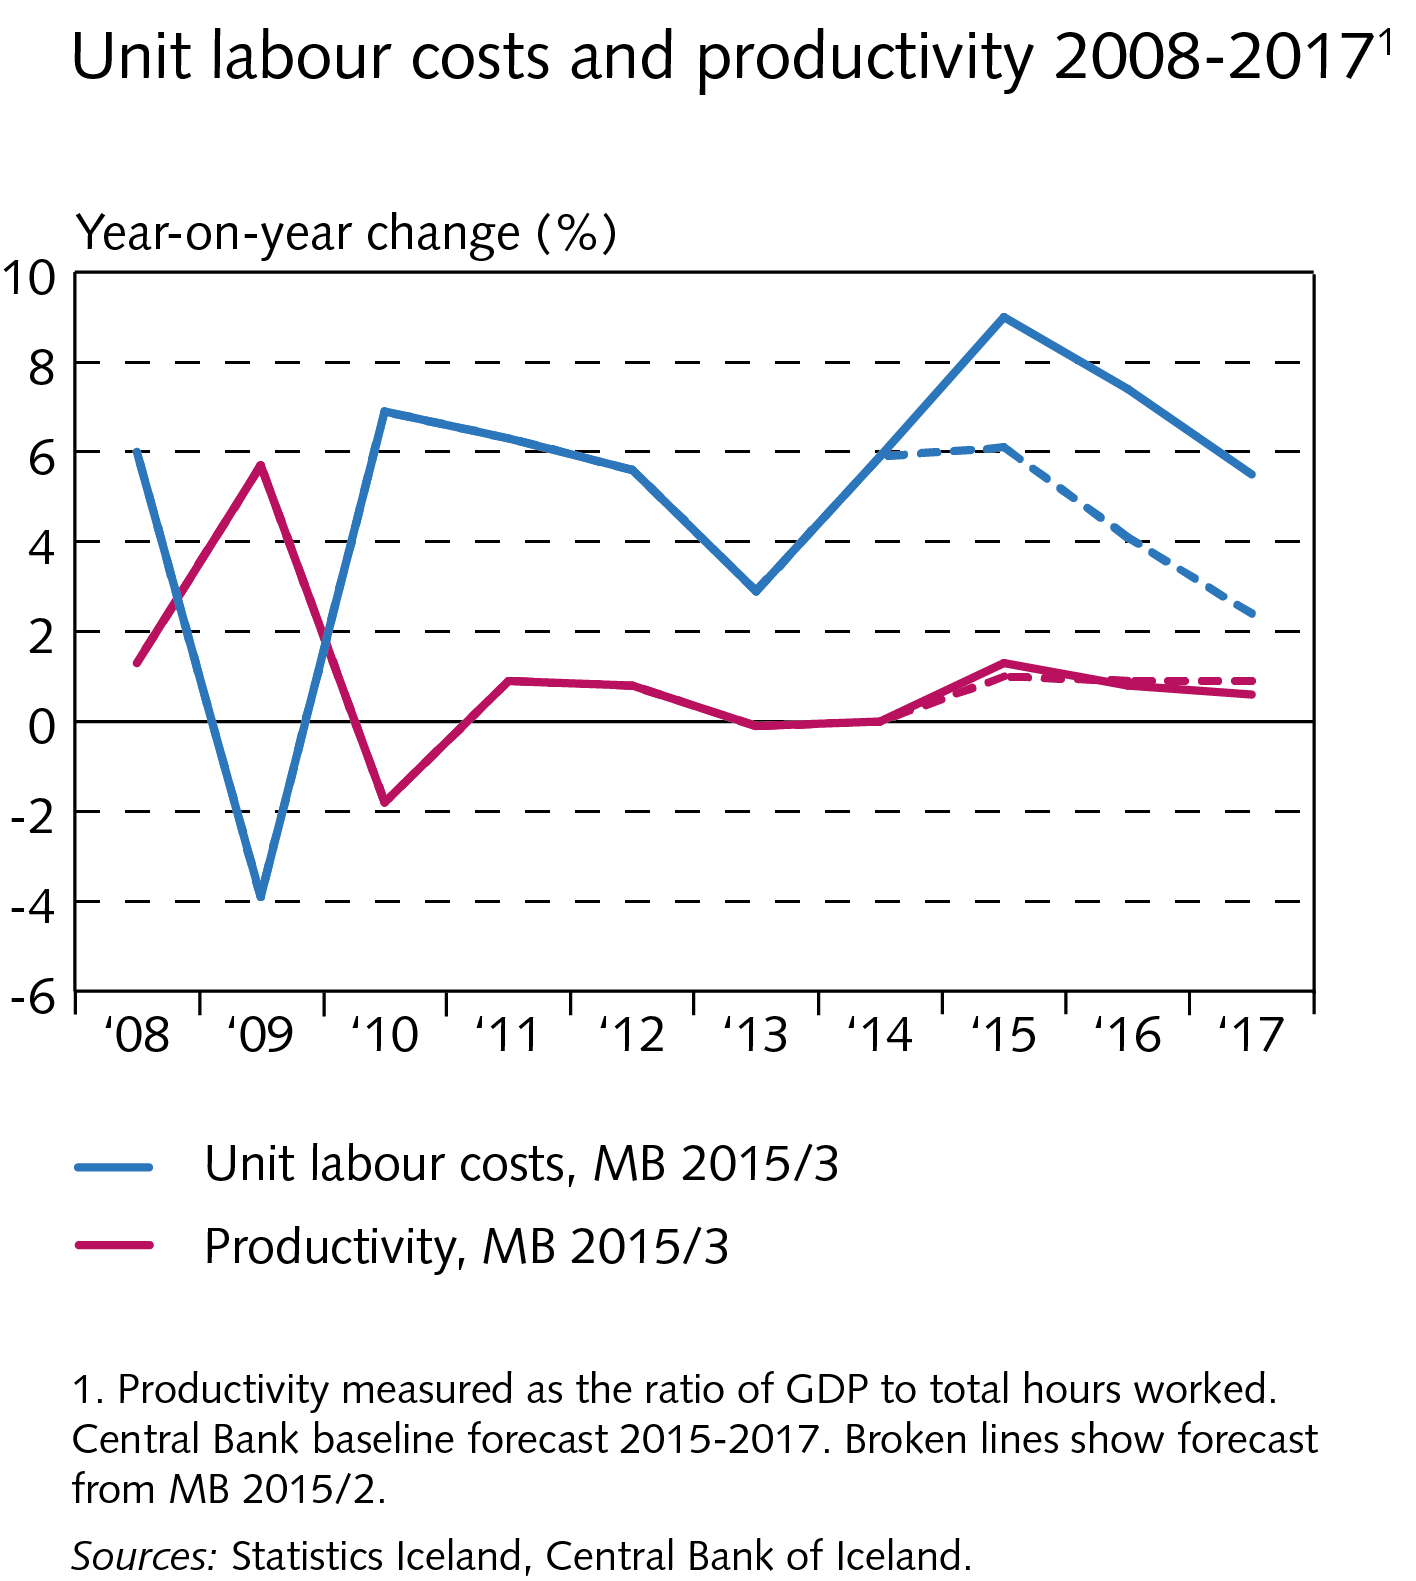 Unit labour costs and productivity 2008-2017¹
Year-on-year change (%)
10
8
6
4
2
0
-2
-4
-6
‘08 ‘09 ‘10 ‘11 ‘12 ‘13 ‘14 ‘15 ‘16 ‘17
Unit labour costs, MB 2015/3
Productivity, MB 2015/3
1. Productivity measured as the ratio of GDP to total hours worked.
Central Bank baseline forecast 2015-2017. Broken lines show forecast
from MB 2015/2.
Sources: Statistics Iceland, Central Bank of Iceland.